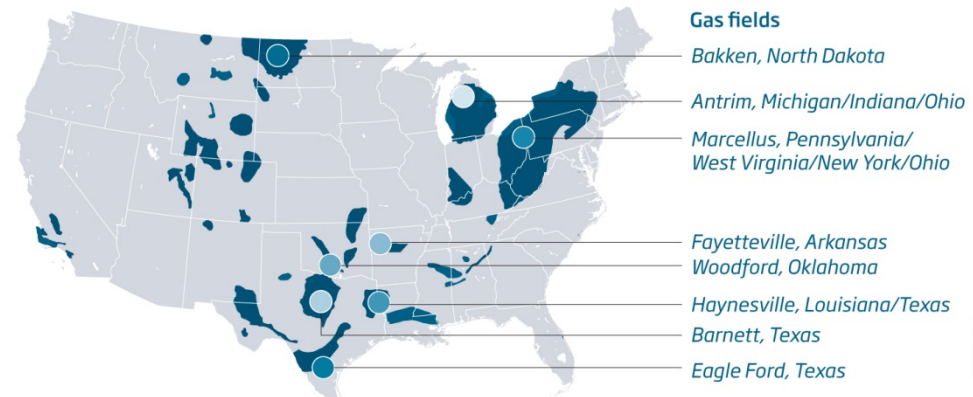 Gas fields
Bakken, North Dakota
Antrim, Michigan/Indiana/Ohio
Marcellus, Pennsylvania/
West Virginia/New York/Ohio
Fayetteville, Arkansas
Woodford, Oklahoma
Haynesville, Louisiana/Texas
Barnett, Texas
Eagle Ford, Texas